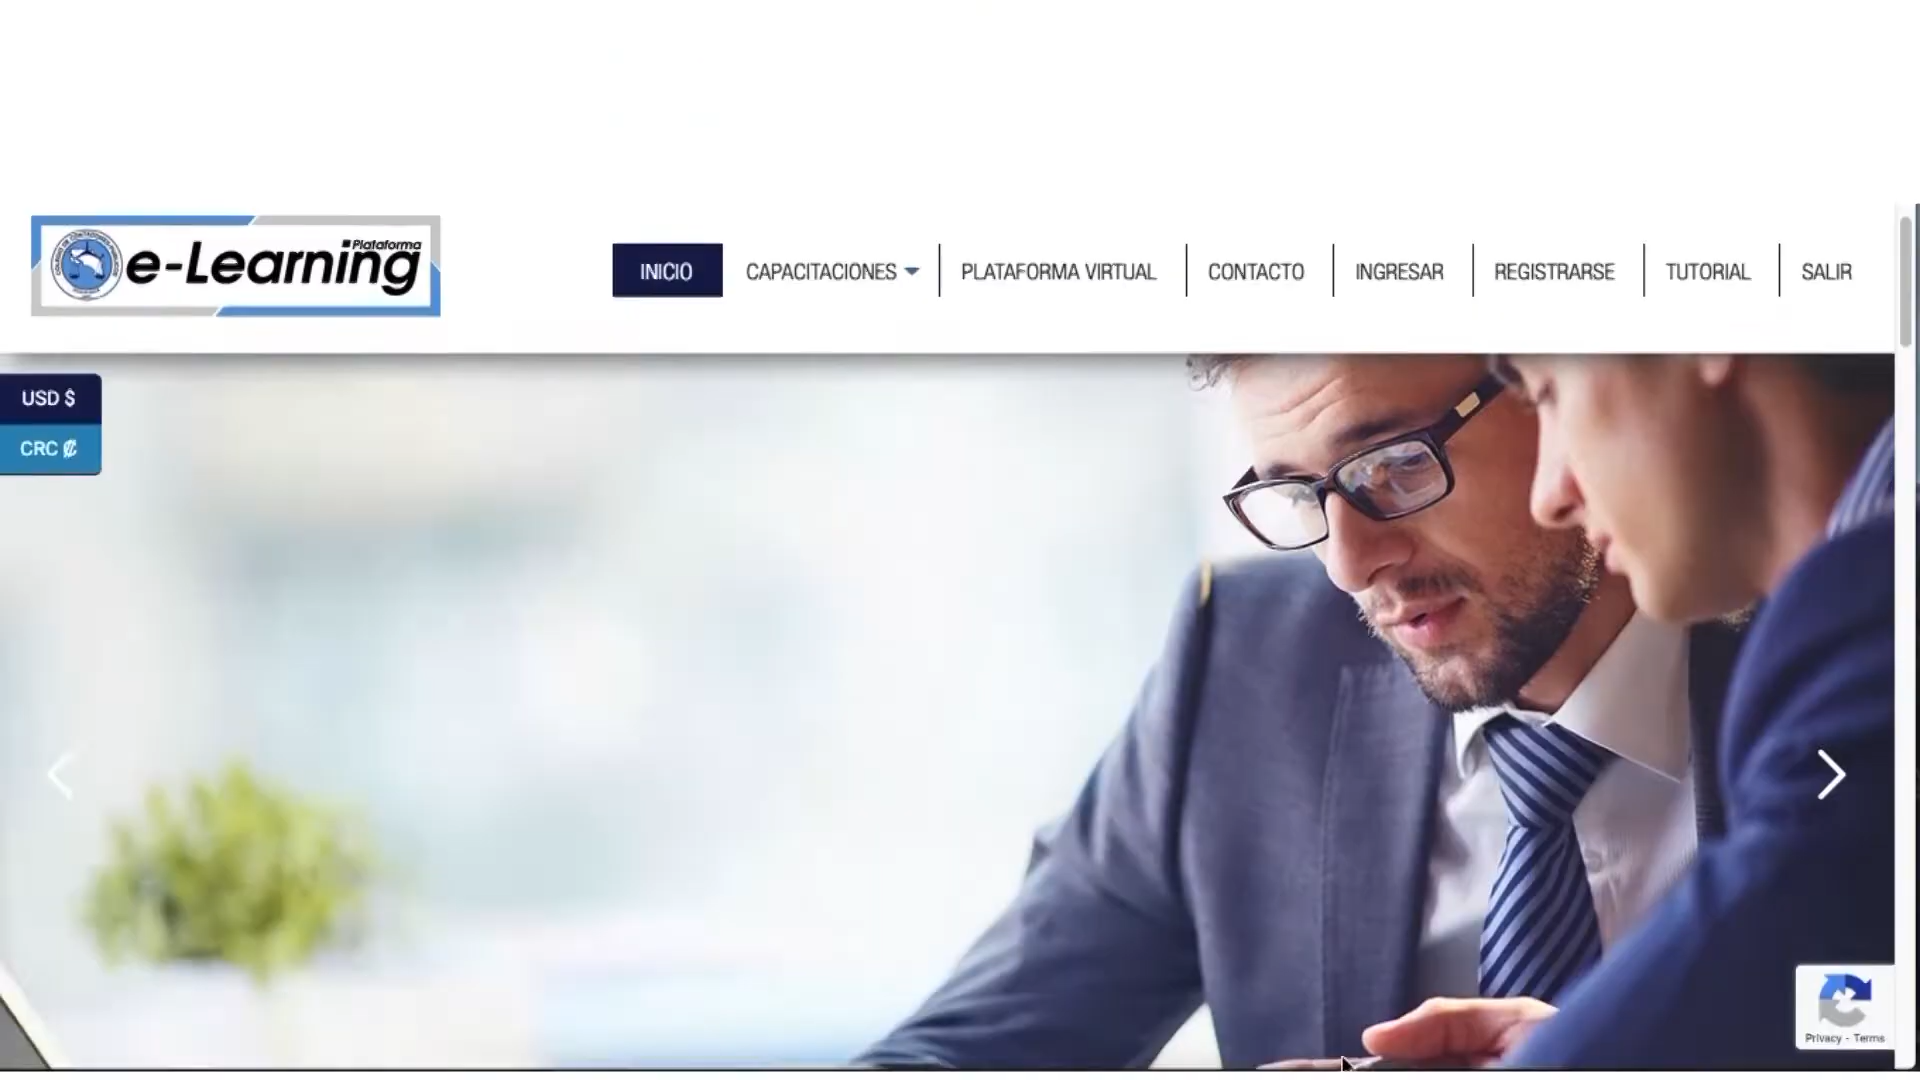 Plataforma
e-Learning
INICIO
CAPACITACIONES
PLATAFORMA VIRTUAL
CONTACTO
INGRESAR
REGISTRARSE
TUTORIAL
SALIR
USD $
CRC ₡
Privacy - Terms